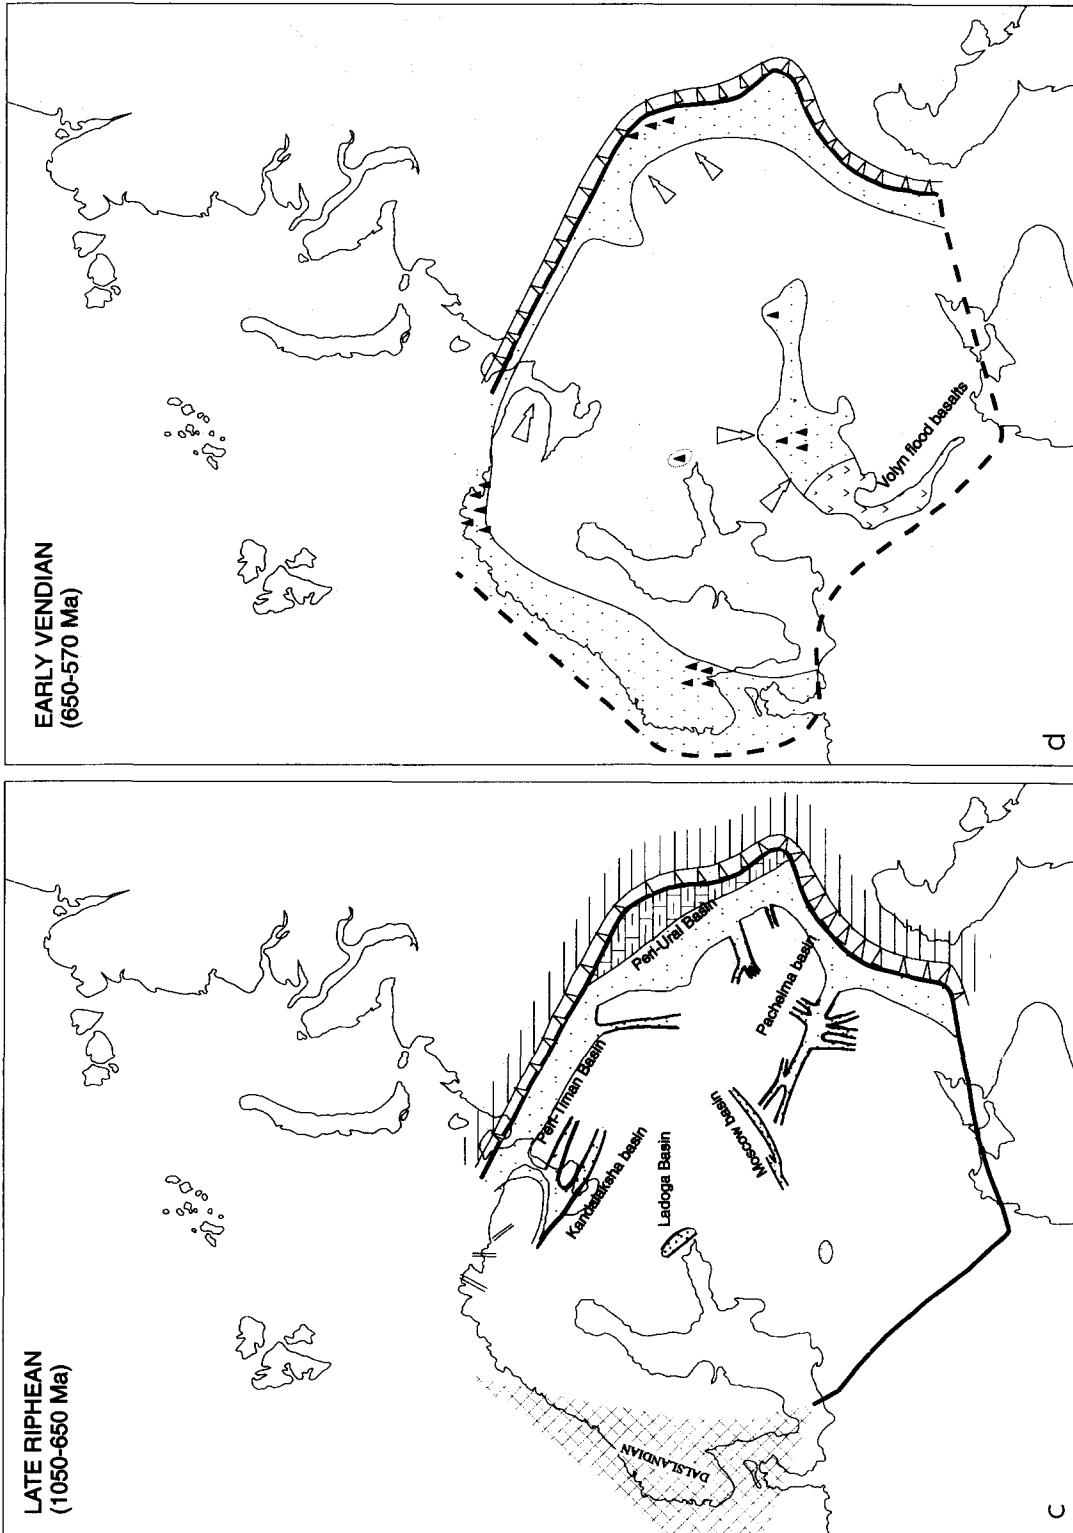 LATE RIPHEAN
(1050-650 Ma)
DALSLANDIAN
Kandalaksha basin
Peri-Timan Basin
Ladoga Basin
Peri-Ural Basin
Moscow basin
Pachelma basin
c
EARLY VENDIAN
(650-570 Ma)
Volyn flood basalts
d